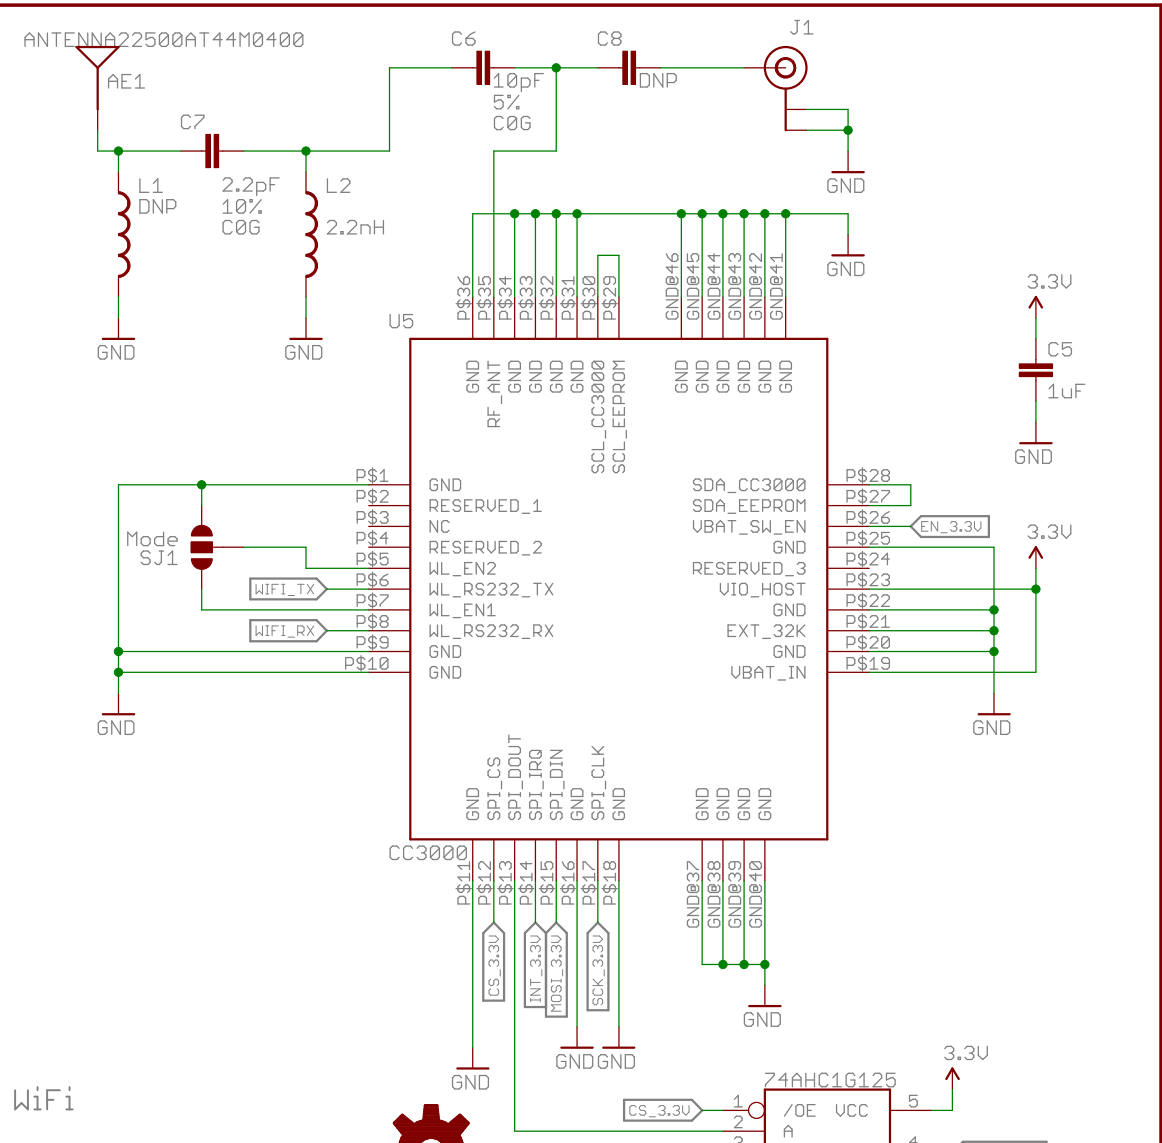 ANTENNA22500AT44M0400
AE1
C7
2.2pF
10%
C0G
L1
DNP
L2
2.2nH
GND
GND
C6
10pF
5%
C0G
C8
DNP
J1
GND
GND
P$36
P$35
P$34
P$33
P$32
P$31
P$30
P$29
GND@46
GND@45
GND@44
GND@43
GND@42
GND@41
U5
GND
RF_ANT
GND
GND
GND
GND
SCL_CC3000
SCL_EEPROM
GND
GND
GND
GND
GND
GND
3.3V
C5
1uF
GND
P$1 GND
P$2 RESERVED_1
P$3 NC
P$4 RESERVED_2
P$5 WL_EN2
P$6 WL_RS232_TX
P$7 WL_EN1
P$8 WL_RS232_RX
P$9 GND
P$10 GND
Mode
SJ1
WIFI_TX
WIFI_RX
GND
SDA_CC3000 P$28
SDA_EEPROM P$27
VBAT_SW_EN P$26
GND P$25
RESERVED_3 P$24
VIO_HOST P$23
GND P$22
EXT_32K P$21
GND P$20
VBAT_IN P$19
EN_3.3V
3.3V
GND
GND
SPI_CS
SPI_DOUT
SPI_IRQ
SPI_DIN
GND
SPI_CLK
GND
GND
GND
GND
GND
CC3000
P$11
P$12
P$13
P$14
P$15
P$16
P$17
P$18
GND@37
GND@38
GND@39
GND@40
CS_3.3V
INT_3.3V
MOSI_3.3V
SCK_3.3V
GND
GND
GND
GND
WiFi
3.3V
74AHC1G125
CS_3.3V
1 /OE VCC 5
2 A
3 4